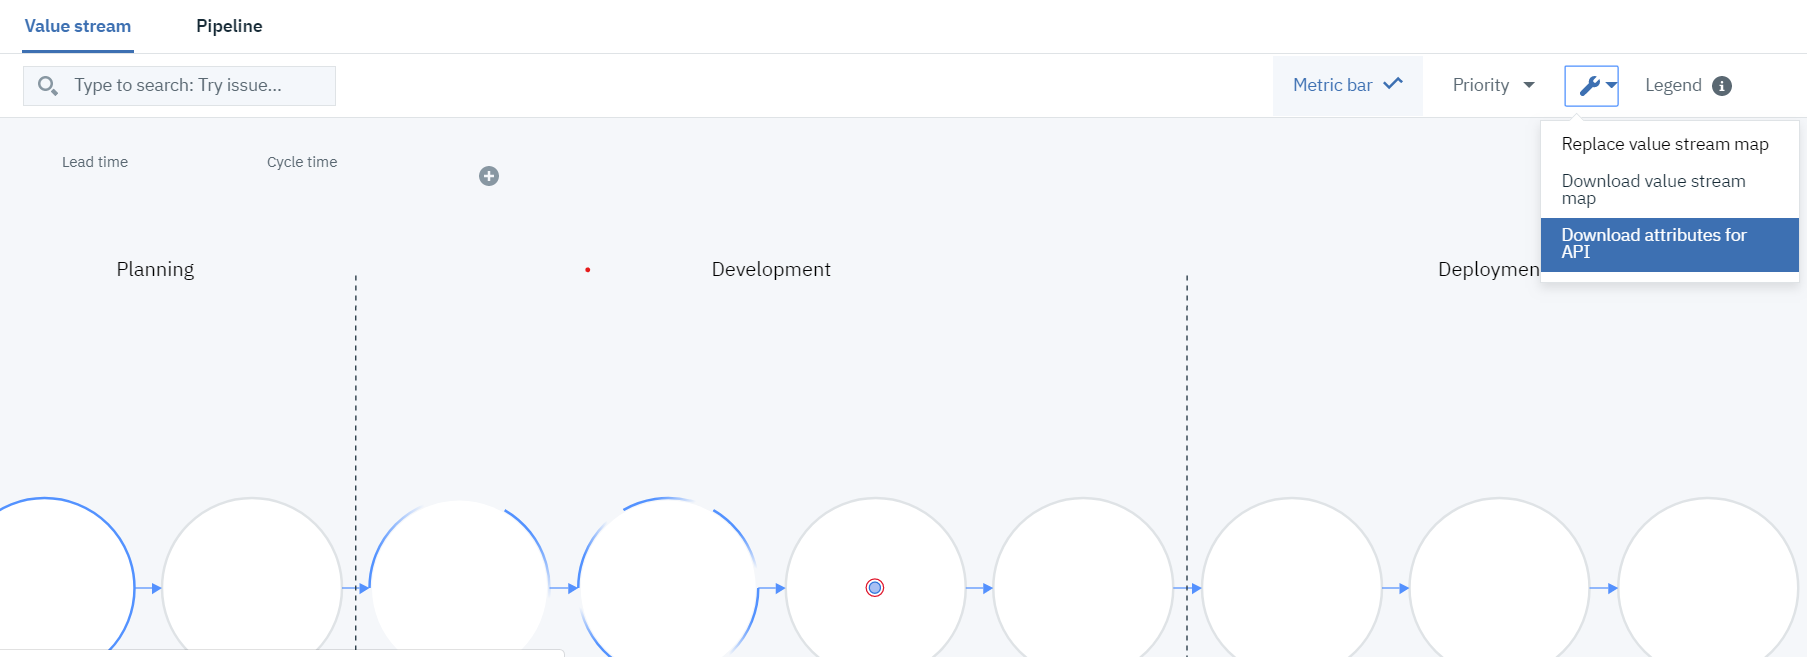 Value stream Pipeline
Type to search: Try issue...
Metric bar Priority Legend
Replace value stream map
Download value stream
map
Download attributes for
API
Lead time Cycle time
Planning Development Deploymen